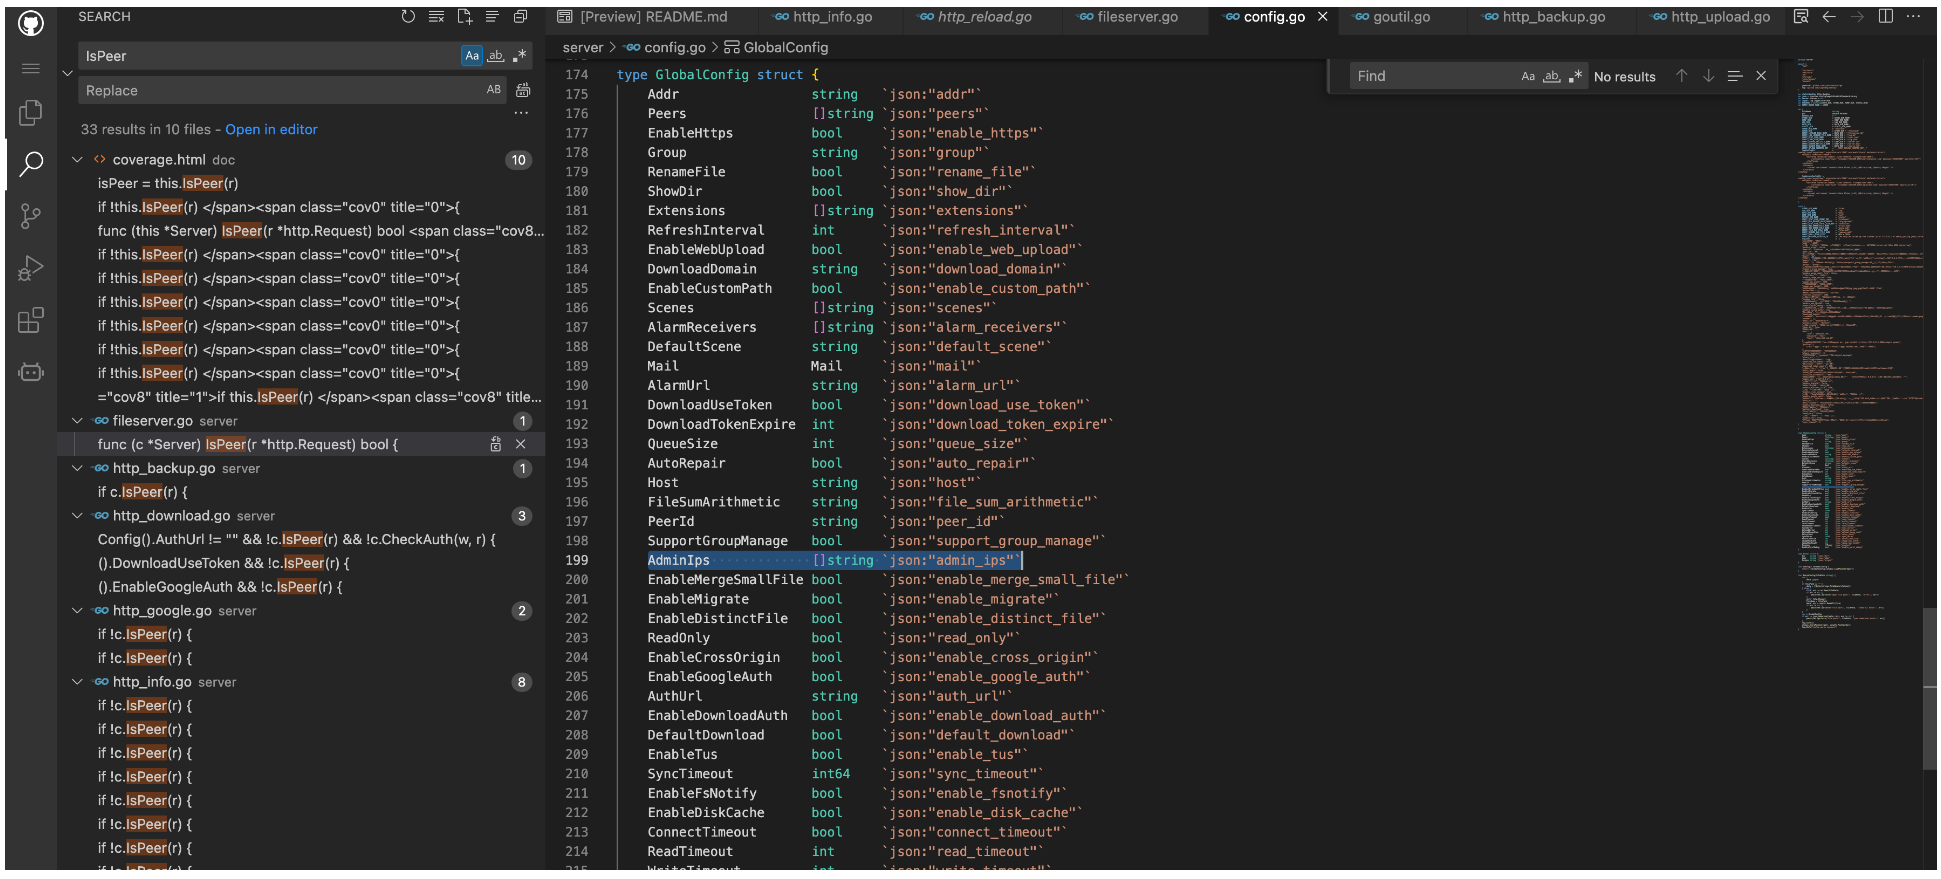 SEARCH
IsPeer
Aa
ab
.*
Replace
AB
33 results in 10 files - Open in editor
coverage.html doc
10
isPeer = this.IsPeer(r)
if !this.IsPeer(r) </span><span class="cov0" title="0">{
func (this *Server) IsPeer(r *http.Request) bool <span class="cov8...
if !this.IsPeer(r) </span><span class="cov0" title="0">{
if !this.IsPeer(r) </span><span class="cov0" title="0">{
if !this.IsPeer(r) </span><span class="cov0" title="0">{
if !this.IsPeer(r) </span><span class="cov0" title="0">{
if !this.IsPeer(r) </span><span class="cov0" title="0">{
if !this.IsPeer(r) </span><span class="cov0" title="0">{
="cov8" title="1">if this.IsPeer(r) </span><span class="cov8" title...
fileserver.go server
1
func (c *Server) IsPeer(r *http.Request) bool {
http_backup.go server
1
if c.IsPeer(r) {
http_download.go server
3
Config().AuthUrl != "" && !c.IsPeer(r) && !c.CheckAuth(w, r) {
().DownloadUseToken && !c.IsPeer(r) {
().EnableGoogleAuth && !c.IsPeer(r) {
http_google.go server
2
if !c.IsPeer(r) {
if !c.IsPeer(r) {
http_info.go server
8
if !c.IsPeer(r) {
if !c.IsPeer(r) {
if !c.IsPeer(r) {
if !c.IsPeer(r) {
if !c.IsPeer(r) {
if !c.IsPeer(r) {
if !c.IsPeer(r) {
if !c.IsPeer(r) {
[Preview] README.md
GO http_info.go
GO http_reload.go
GO fileserver.go
GO config.go
GO goutil.go
GO http_backup.go
GO http_upload.go
server > GO config.go > GlobalConfig
Find
Aa
ab
.*
No results
174 type GlobalConfig struct {
175 Addr string `json:"addr"`
176 Peers []string `json:"peers"`
177 EnableHttps bool `json:"enable_https"`
178 Group string `json:"group"`
179 RenameFile bool `json:"rename_file"`
180 ShowDir bool `json:"show_dir"`
181 Extensions []string `json:"extensions"`
182 RefreshInterval int `json:"refresh_interval"`
183 EnableWebUpload bool `json:"enable_web_upload"`
184 DownloadDomain string `json:"download_domain"`
185 EnableCustomPath bool `json:"enable_custom_path"`
186 Scenes []string `json:"scenes"`
187 AlarmReceivers []string `json:"alarm_receivers"`
188 DefaultScene string `json:"default_scene"`
189 Mail Mail `json:"mail"`
190 AlarmUrl string `json:"alarm_url"`
191 DownloadUseToken bool `json:"download_use_token"`
192 DownloadTokenExpire int `json:"download_token_expire"`
193 QueueSize int `json:"queue_size"`
194 AutoRepair bool `json:"auto_repair"`
195 Host string `json:"host"`
196 FileSumArithmetic string `json:"file_sum_arithmetic"`
197 PeerId string `json:"peer_id"`
198 SupportGroupManage bool `json:"support_group_manage"`
199 AdminIps []string `json:"admin_ips"`
200 EnableMergeSmallFile bool `json:"enable_merge_small_file"`
201 EnableMigrate bool `json:"enable_migrate"`
202 EnableDistinctFile bool `json:"enable_distinct_file"`
203 ReadOnly bool `json:"read_only"`
204 EnableCrossOrigin bool `json:"enable_cross_origin"`
205 EnableGoogleAuth bool `json:"enable_google_auth"`
206 AuthUrl string `json:"auth_url"`
207 EnableDownloadAuth bool `json:"enable_download_auth"`
208 DefaultDownload bool `json:"default_download"`
209 EnableTus bool `json:"enable_tus"`
210 SyncTimeout int64 `json:"sync_timeout"`
211 EnableFsNotify bool `json:"enable_fsnotify"`
212 EnableDiskCache bool `json:"enable_disk_cache"`
213 ConnectTimeout bool `json:"connect_timeout"`
214 ReadTimeout int `json:"read_timeout"`
215 WriteTimeout int `json:"write_timeout"`